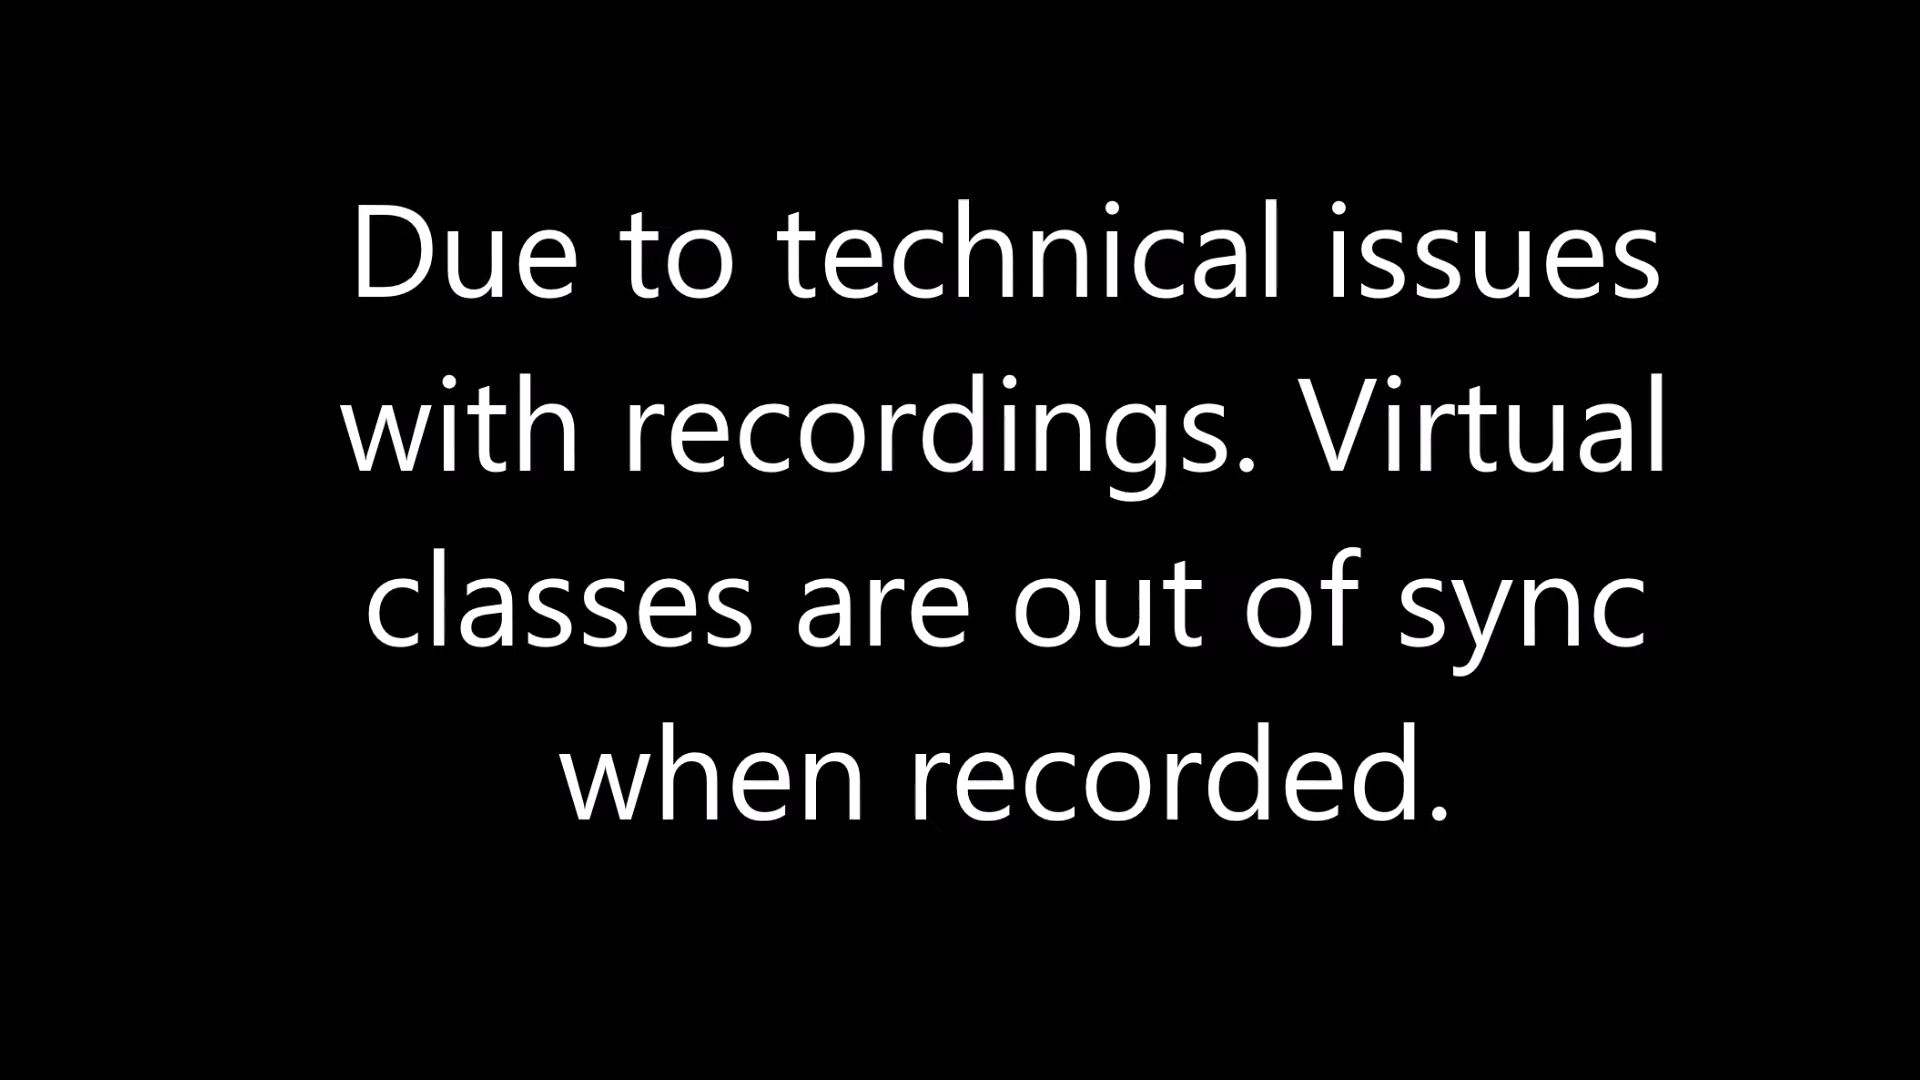 Due to technical issues
with recordings. Virtual
classes are out of sync
when recorded.